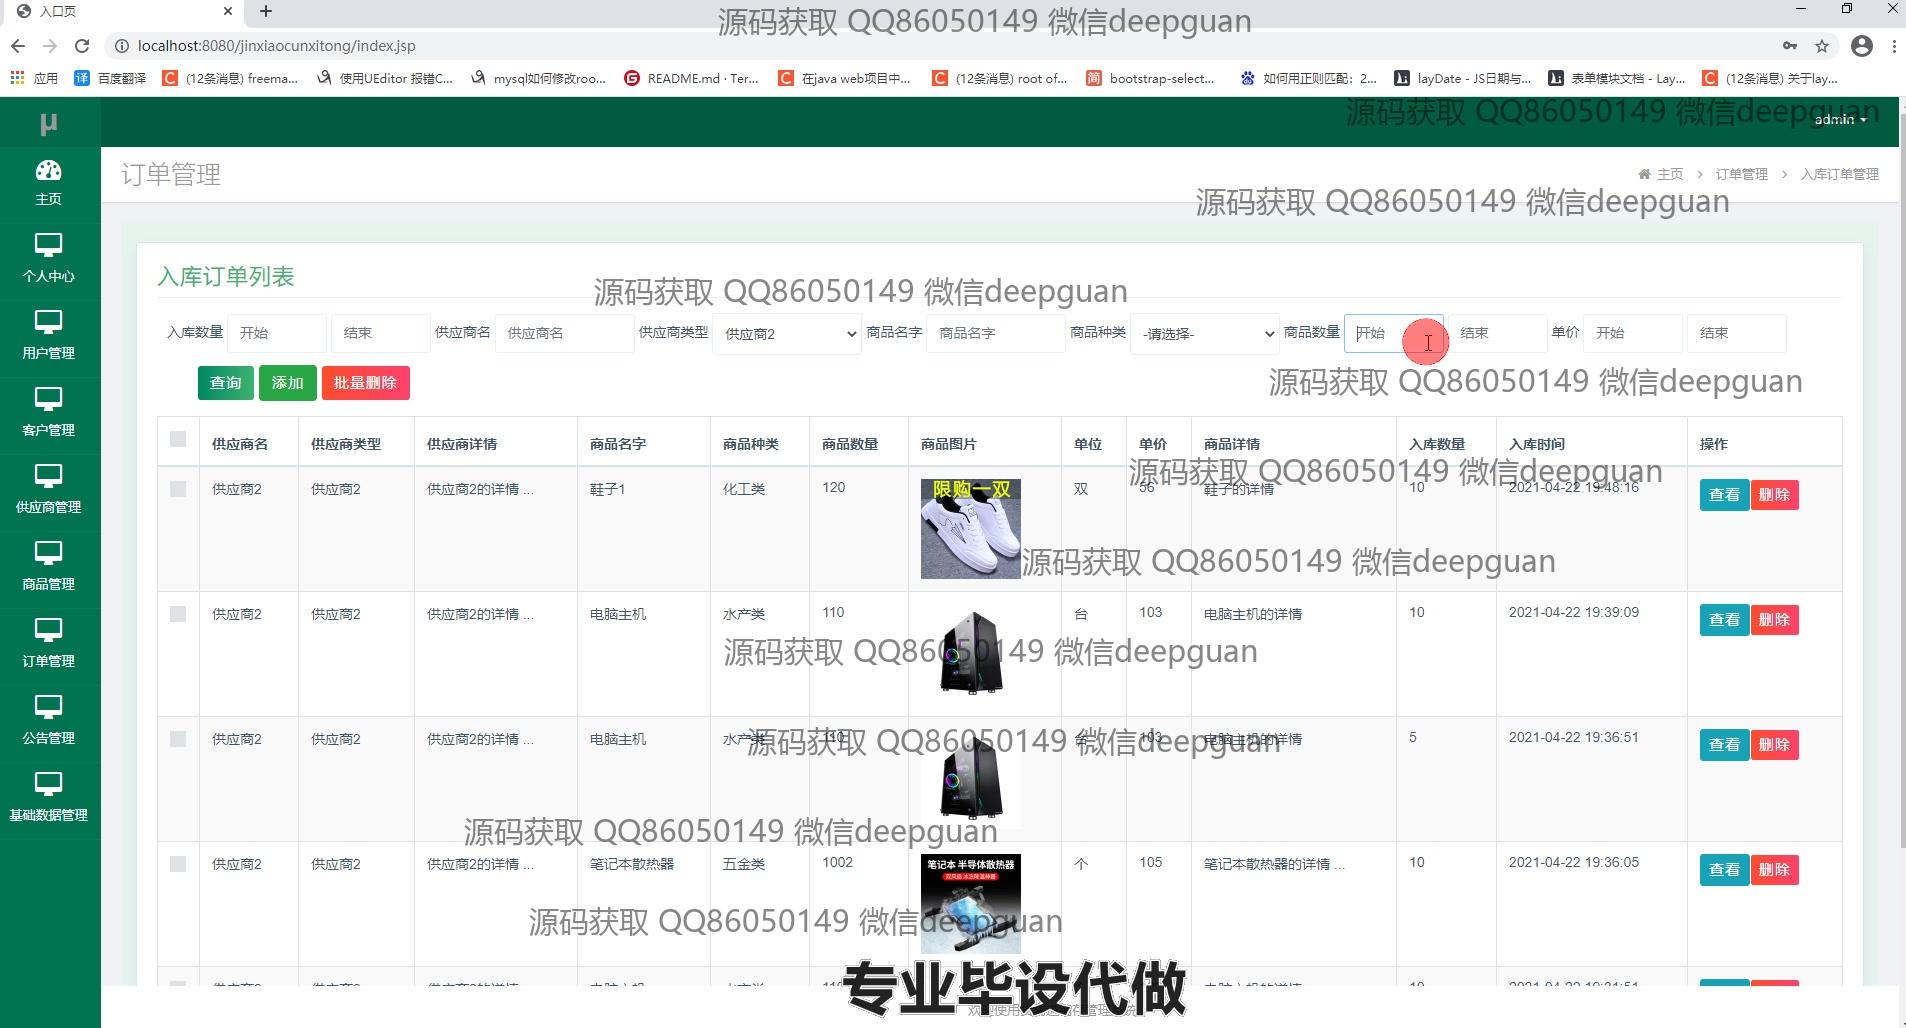 入口页
源码获取 QQ86050149 微信deepguan
localhost:8080/jinxiaocunxitong/index.jsp
应用 百度翻译 (12条消息) freema... 使用UEditor 报错C... mysql如何修改roo... README.md · Ter... 在java web项目中... (12条消息) root of... bootstrap-select... 如何用正则匹配：2... layDate - JS日期与... 表单模块文档 - Lay... (12条消息) 关于lay...
μ
源码获取 QQ86050149 微信deepguan
admin
订单管理
主页 > 订单管理 > 入库订单管理
源码获取 QQ86050149 微信deepguan
主页
个人中心
用户管理
客户管理
供应商管理
商品管理
订单管理
公告管理
基础数据管理
入库订单列表
源码获取 QQ86050149 微信deepguan
入库数量 开始 结束 供应商名 供应商名 供应商类型 供应商2 商品名字 商品名字 商品种类 -请选择- 商品数量 开始 结束 单价 开始 结束
查询 添加 批量删除
源码获取 QQ86050149 微信deepguan
供应商名 供应商类型 供应商详情 商品名字 商品种类 商品数量 商品图片 单位 单价 商品详情 入库数量 入库时间 操作
源码获取 QQ86050149 微信deepguan
供应商2 供应商2 供应商2的详情 ... 鞋子1 化工类 120 限购一双 双 56 鞋子的详情 10 2021-04-22 19:48:16 查看 删除
源码获取 QQ86050149 微信deepguan
供应商2 供应商2 供应商2的详情 ... 电脑主机 水产类 110 台 103 电脑主机的详情 10 2021-04-22 19:39:09 查看 删除
源码获取 QQ86050149 微信deepguan
供应商2 供应商2 供应商2的详情 ... 电脑主机 水产类 110 台 103 电脑主机的详情 5 2021-04-22 19:36:51 查看 删除
源码获取 QQ86050149 微信deepguan
源码获取 QQ86050149 微信deepguan
供应商2 供应商2 供应商2的详情 ... 笔记本散热器 五金类 1002 笔记本 半导体散热器 个 105 笔记本散热器的详情 ... 10 2021-04-22 19:36:05 查看 删除
源码获取 QQ86050149 微信deepguan
专业毕设代做